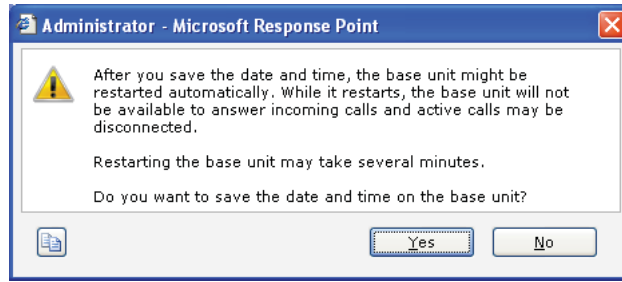 Administrator - Microsoft Response Point
After you save the date and time, the base unit might be
restarted automatically. While it restarts, the base unit will not
be available to answer incoming calls and active calls may be
disconnected.
Restarting the base unit may take several minutes.
Do you want to save the date and time on the base unit?
Yes No